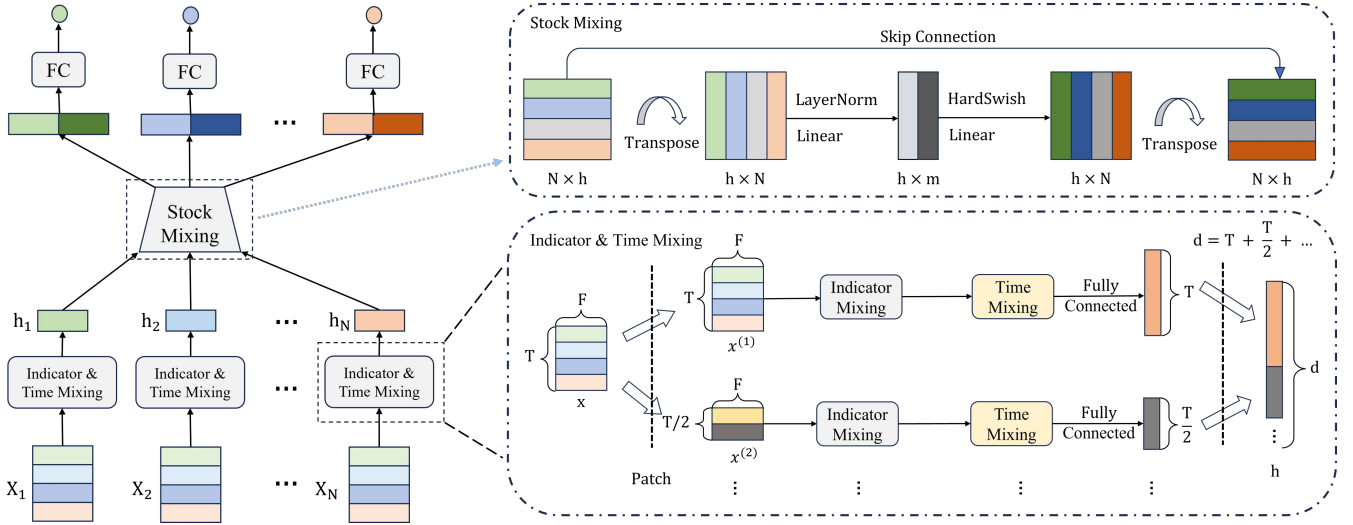 FC
FC
FC
...
Stock
Mixing
h₁
h₂
...
h_N
Indicator &
Time Mixing
Indicator &
Time Mixing
...
Indicator &
Time Mixing
X₁
X₂
...
X_N
Stock Mixing
Skip Connection
Transpose
LayerNorm
Linear
HardSwish
Linear
Transpose
N × h
h × N
h × m
h × N
N × h
Indicator & Time Mixing
F
T
x
Patch
F
T
x⁽¹⁾
Indicator
Mixing
Time
Mixing
Fully
Connected
T
F
T/2
x⁽²⁾
Indicator
Mixing
Time
Mixing
Fully
Connected
T/2
⋮
⋮
⋮
⋮
d = T + T/2 + ...
d
⋮
h